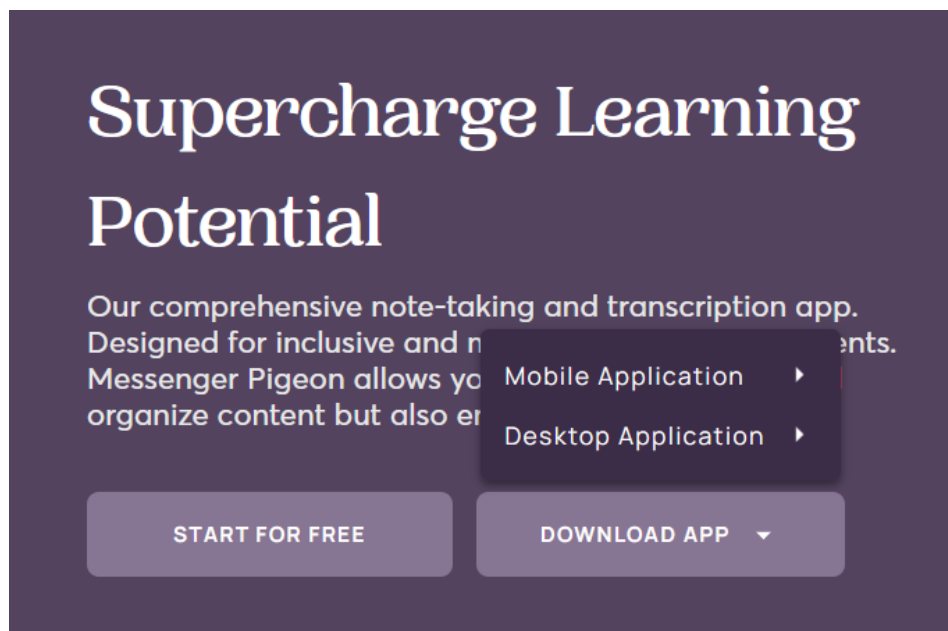 Supercharge Learning
Potential
Our comprehensive note-taking and transcription app.
Designed for inclusive and
Messenger Pigeon allows
organize content but also
Mobile Application
Desktop Application
START FOR FREE
DOWNLOAD APP